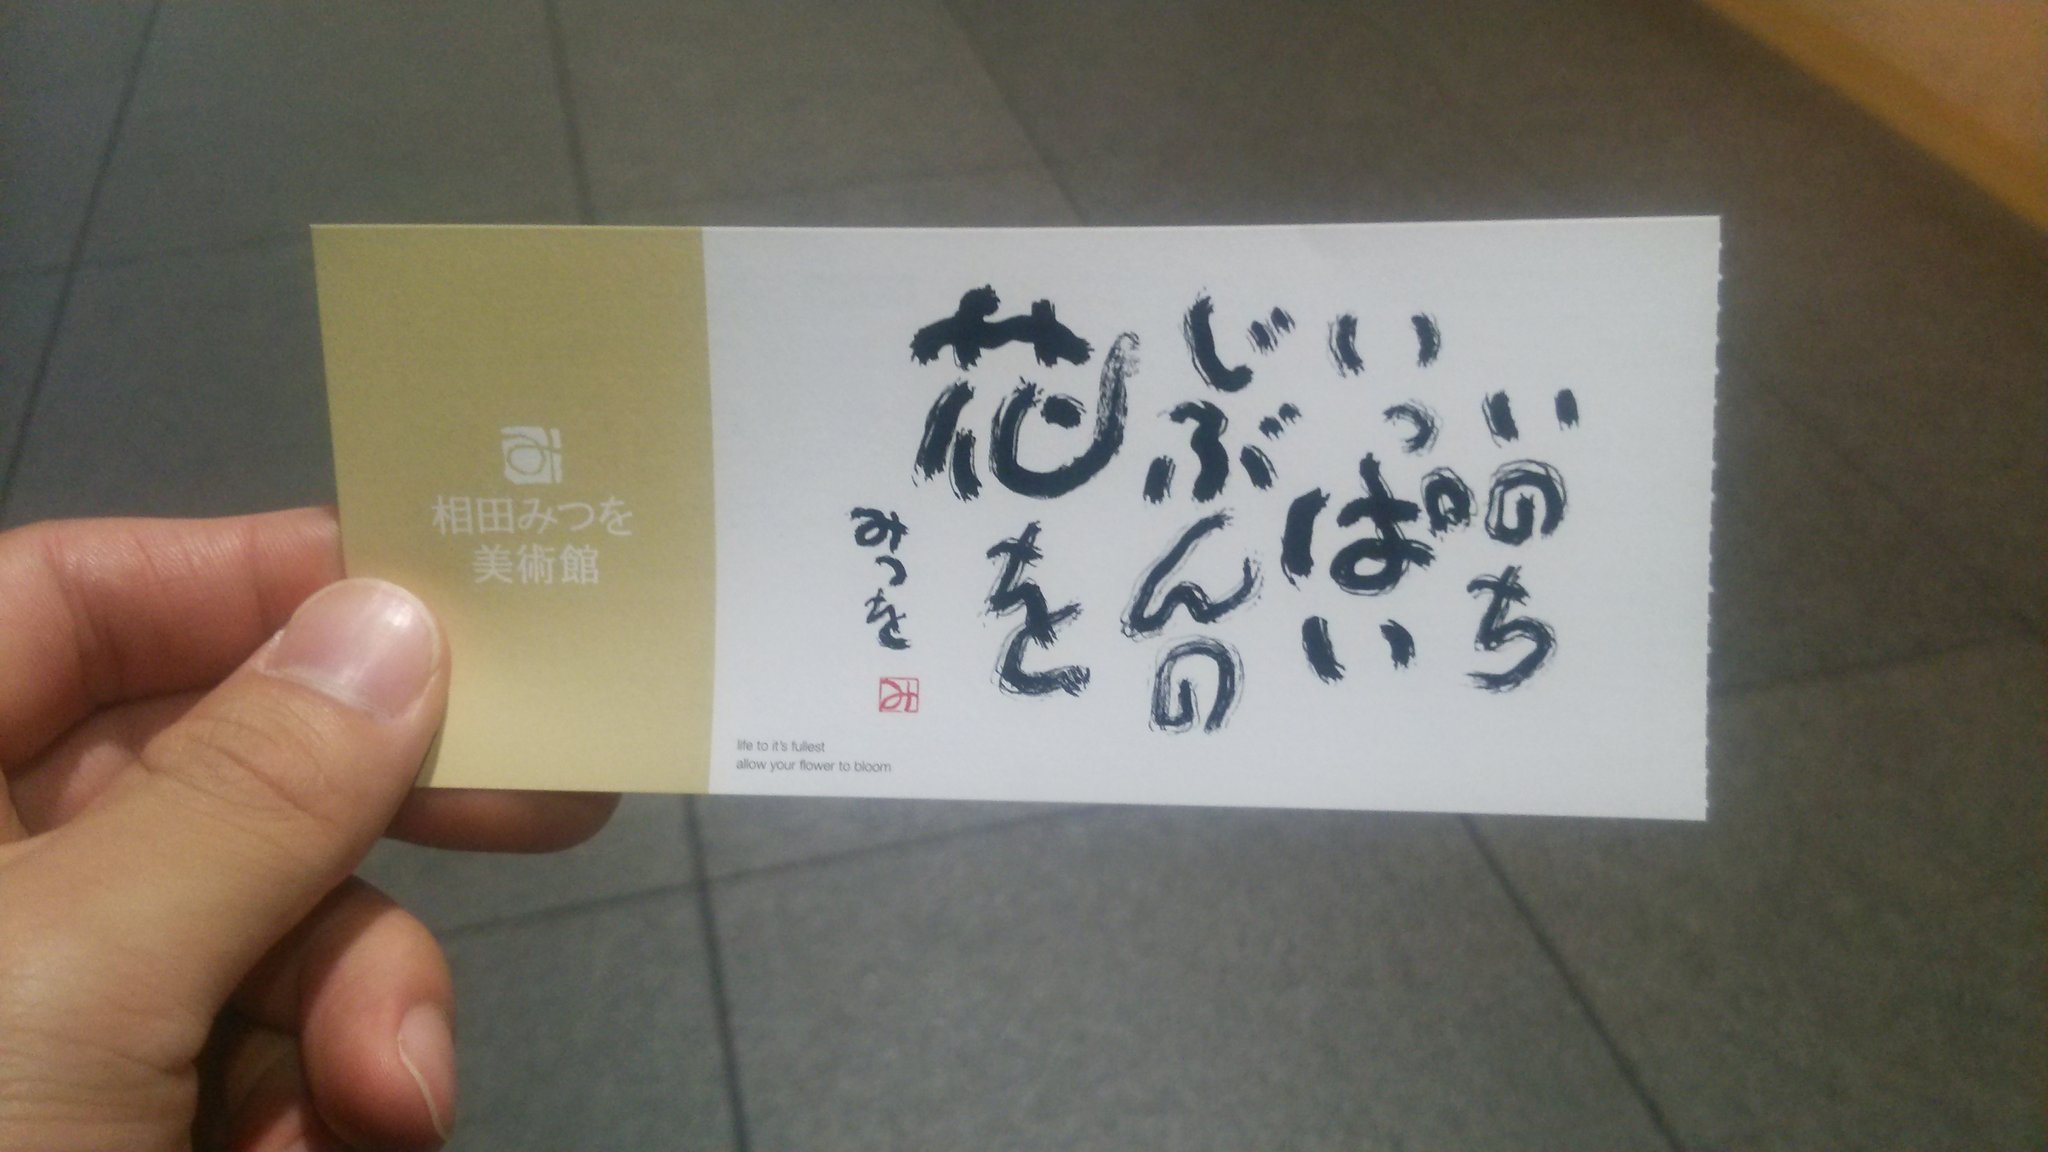 相田みつを
美術館
いのち
いっぱい
じぶんの
花を
みつを
み
life to it's fullest
allow your flower to bloom